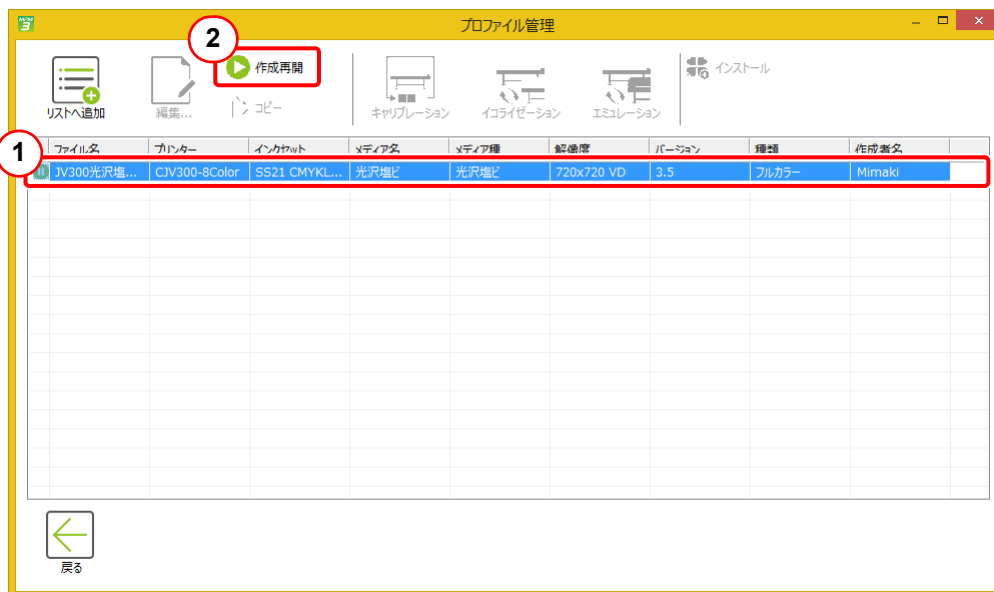 プロファイル管理
2
作成再開
リストへ追加
編集...
コピー
キャリブレーション
イコライゼーション
エミュレーション
インストール
1
ファイル名 プリンター インクセット メディア名 メディア種 解像度 バージョン 種類 作成者名
JV300光沢塩... CJV300-8Color SS21 CMYKL... 光沢塩ビ 光沢塩ビ 720x720 VD 3.5 フルカラー Mimaki
戻る